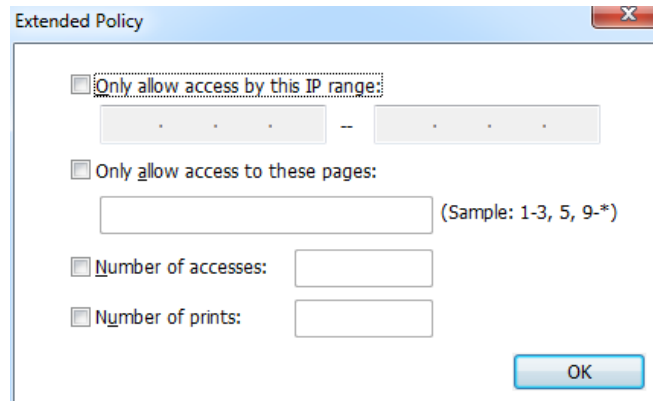 Extended Policy
Only allow access by this IP range:
. . . -- . . .
Only allow access to these pages:
(Sample: 1-3, 5, 9-*)
Number of accesses:
Number of prints:
OK